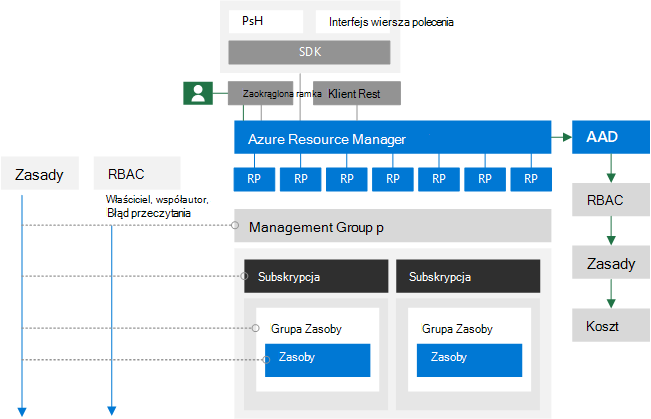 PsH
Interfejs wiersza polecenia
SDK
Zaokrąglona ramka
Klient Rest
Azure Resource Manager
AAD
Zasady
RBAC
RP
RP
RP
RP
RP
RP
RP
Właściciel, współautor,
Błąd przeczytania
RBAC
Management Group p
Zasady
Subskrypcja
Subskrypcja
Grupa Zasoby
Grupa Zasoby
Koszt
Zasoby
Zasoby